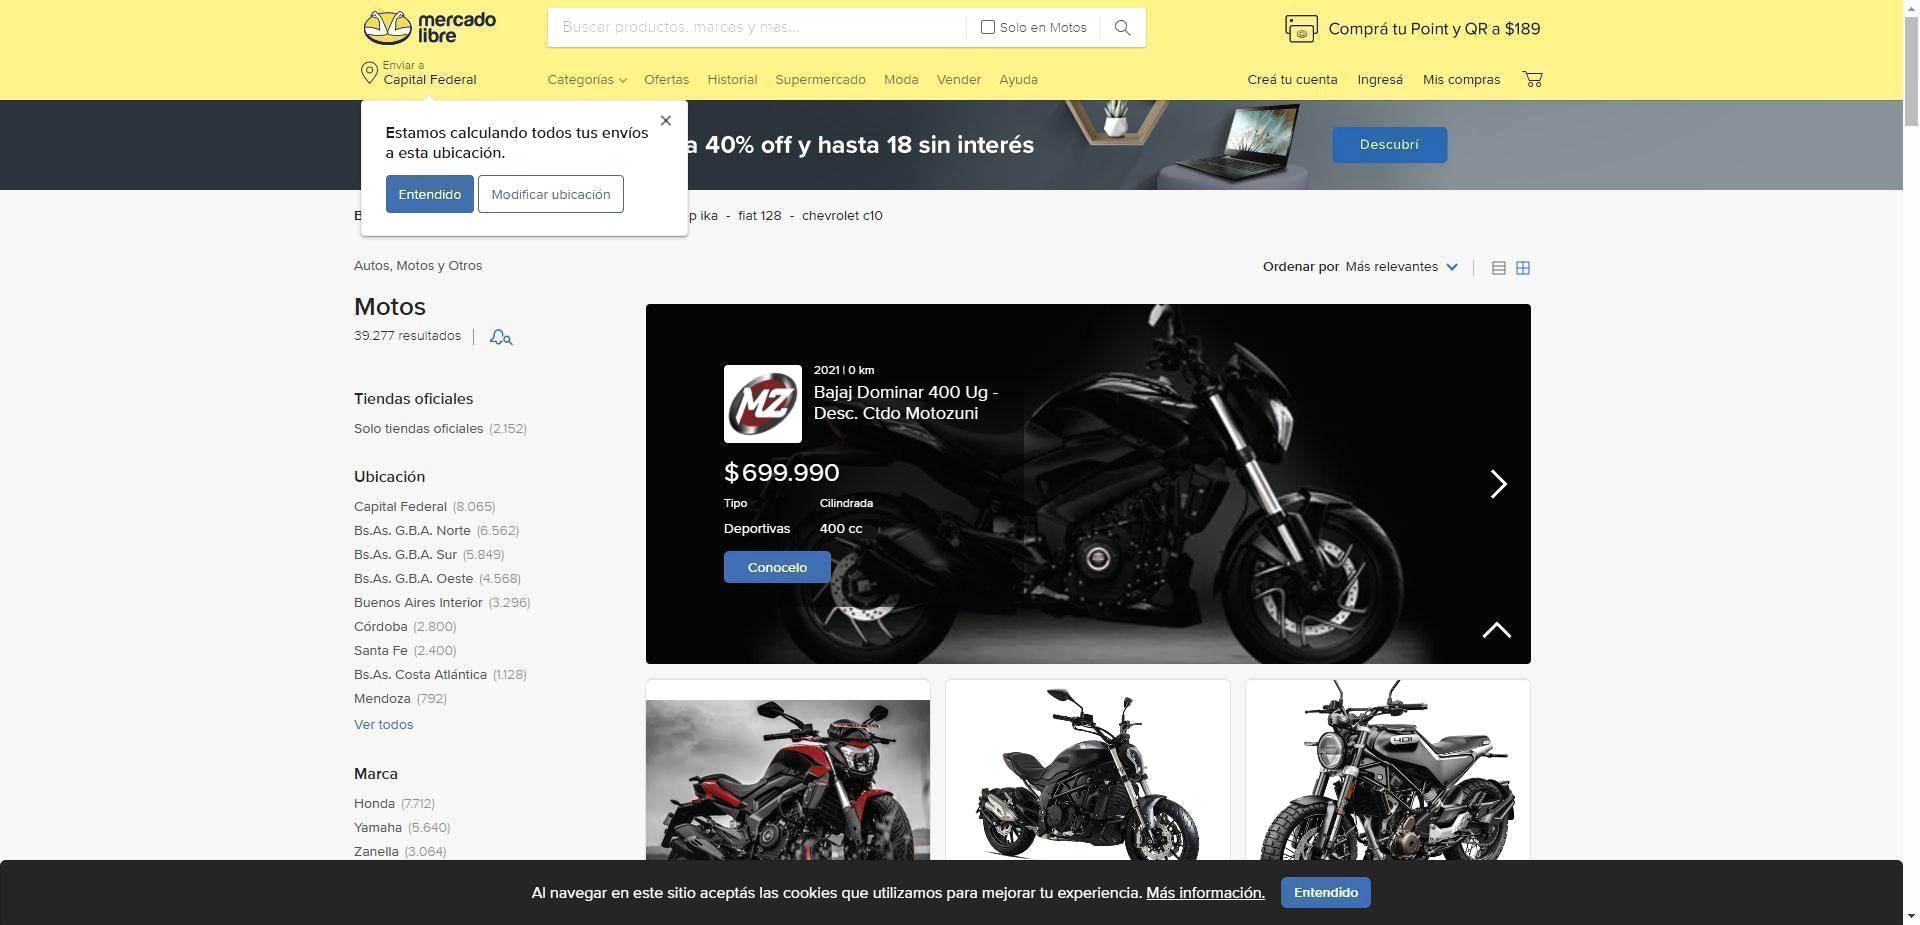 mercado libre
Buscar productos, marcas y más...
Solo en Motos
Comprá tu Point y QR a $189
Enviar a
Capital Federal
Categorías
Ofertas
Historial
Supermercado
Moda
Vender
Ayuda
Creá tu cuenta
Ingresá
Mis compras
Estamos calculando todos tus envíos
a esta ubicación.
Entendido
Modificar ubicación
a 40% off y hasta 18 sin interés
Descubrí
B
p ika - fiat 128 - chevrolet c10
Autos, Motos y Otros
Ordenar por Más relevantes
Motos
39.277 resultados
Tiendas oficiales
Solo tiendas oficiales (2.152)
Ubicación
Capital Federal (8.065)
Bs.As. G.B.A. Norte (6.562)
Bs.As. G.B.A. Sur (5.849)
Bs.As. G.B.A. Oeste (4.568)
Buenos Aires Interior (3.296)
Córdoba (2.800)
Santa Fe (2.400)
Bs.As. Costa Atlántica (1.128)
Mendoza (792)
Ver todos
Marca
Honda (7.712)
Yamaha (5.640)
Zanella (3.064)
MZ
2021 | 0 km
Bajaj Dominar 400 Ug -
Desc. Ctdo Motozuni
$ 699.990
Tipo
Cilindrada
Deportivas
400 cc
Conocelo
401
Al navegar en este sitio aceptás las cookies que utilizamos para mejorar tu experiencia. Más información.
Entendido